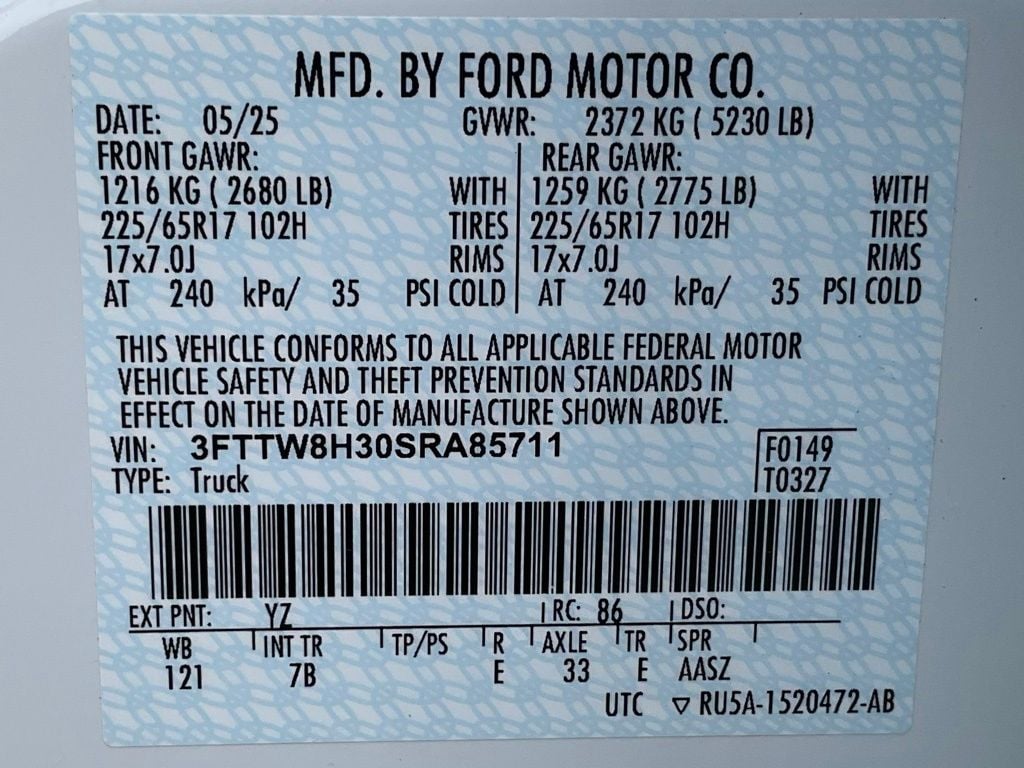 MFD. BY FORD MOTOR CO.
DATE: 05/25 GVWR: 2372 KG ( 5230 LB)
FRONT GAWR: REAR GAWR:
1216 KG ( 2680 LB) WITH 1259 KG ( 2775 LB) WITH
225/65R17 102H TIRES 225/65R17 102H TIRES
17x7.0J RIMS 17x7.0J RIMS
AT 240 kPa/ 35 PSI COLD AT 240 kPa/ 35 PSI COLD
THIS VEHICLE CONFORMS TO ALL APPLICABLE FEDERAL MOTOR
VEHICLE SAFETY AND THEFT PREVENTION STANDARDS IN
EFFECT ON THE DATE OF MANUFACTURE SHOWN ABOVE.
VIN: 3FTTW8H30SRA85711 F0149
TYPE: Truck T0327
EXT PNT: YZ RC: 86 DSO:
WB INT TR TP/PS R AXLE TR SPR
121 7B E 33 E AASZ
UTC ▽ RU5A-1520472-AB